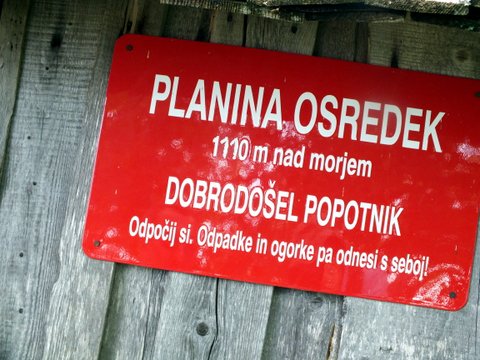 PLANINA OSREDEK
1110 m nad morjem
DOBRODOŠEL POPOTNIK
Odpočij si. Odpadke in ogorke pa odnesi s seboj!